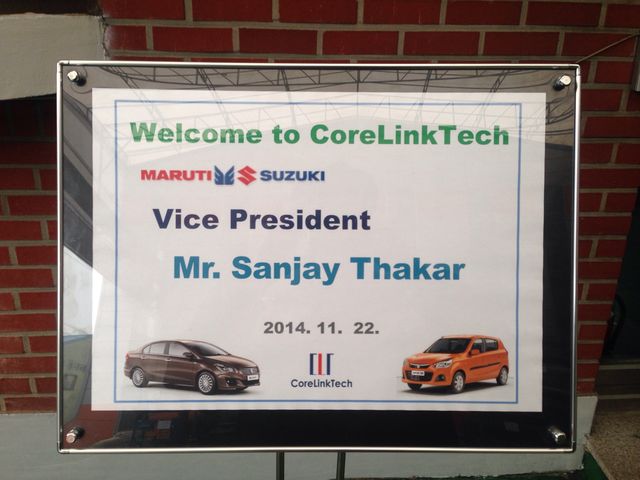 Welcome to CoreLinkTech
MARUTI SUZUKI
Vice President
Mr. Sanjay Thakar
2014. 11. 22.
CoreLinkTech